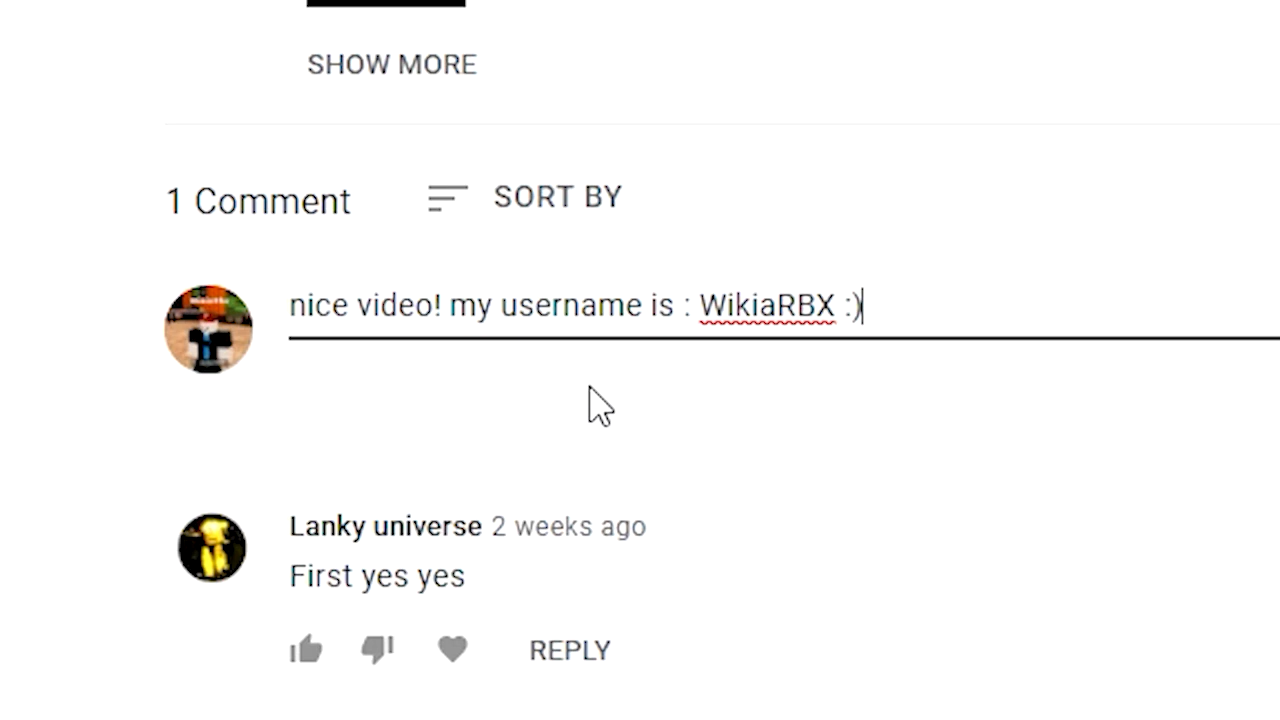 SHOW MORE
1 Comment
SORT BY
nice video! my username is : WikiaRBX :)
Lanky universe 2 weeks ago
First yes yes
REPLY